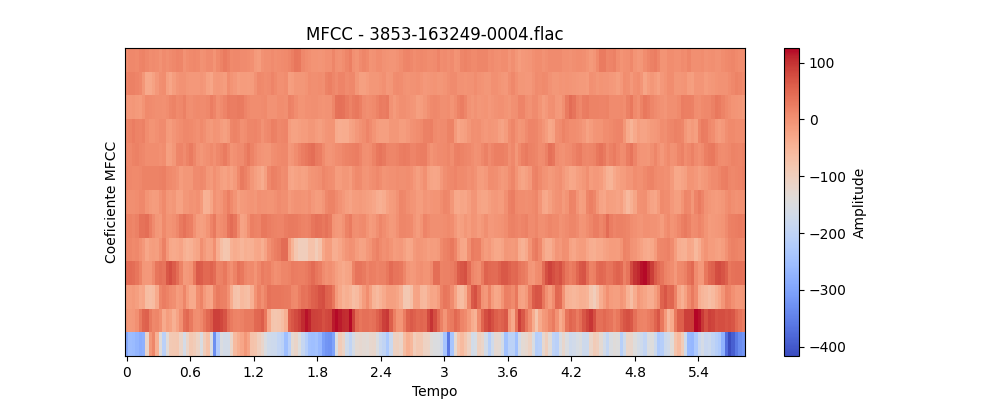 MFCC - 3853-163249-0004.flac
Coeficiente MFCC
0 0.6 1.2 1.8 2.4 3 3.6 4.2 4.8 5.4
Tempo
100
0
−100
−200
−300
−400
Amplitude